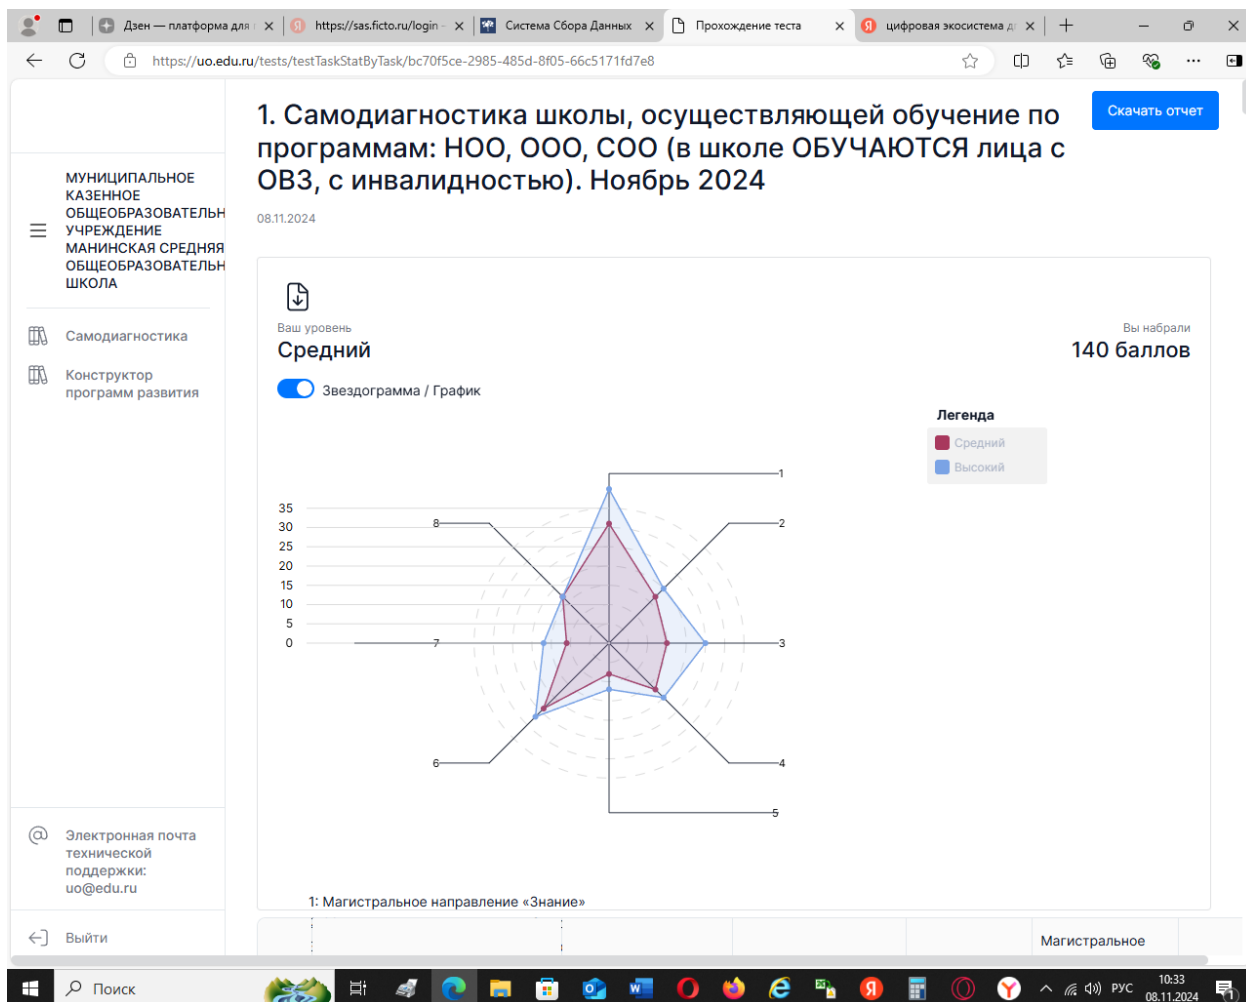 Дзен — платформа для
https://sas.ficto.ru/login -
Система Сбора Данных
Прохождение теста
цифровая экосистема д
https://uo.edu.ru/tests/testTaskStatByTask/bc70f5ce-2985-485d-8f05-66c5171fd7e8
МУНИЦИПАЛЬНОЕ
КАЗЕННОЕ
ОБЩЕОБРАЗОВАТЕЛЬН
УЧРЕЖДЕНИЕ
МАНИНСКАЯ СРЕДНЯЯ
ОБЩЕОБРАЗОВАТЕЛЬН
ШКОЛА
Самодиагностика
Конструктор
программ развития
Электронная почта
технической
поддержки:
uo@edu.ru
Выйти
1. Самодиагностика школы, осуществляющей обучение по
программам: НОО, ООО, СОО (в школе ОБУЧАЮТСЯ лица с
ОВЗ, с инвалидностью). Ноябрь 2024
Скачать отчет
08.11.2024
Ваш уровень
Средний
Вы набрали
140 баллов
Звездограмма / График
Легенда
Средний
Высокий
35
30
25
20
15
10
5
0
1
2
3
4
5
6
7
8
1: Магистральное направление «Знание»
Магистральное
Поиск
РУС
10:33
08.11.2024